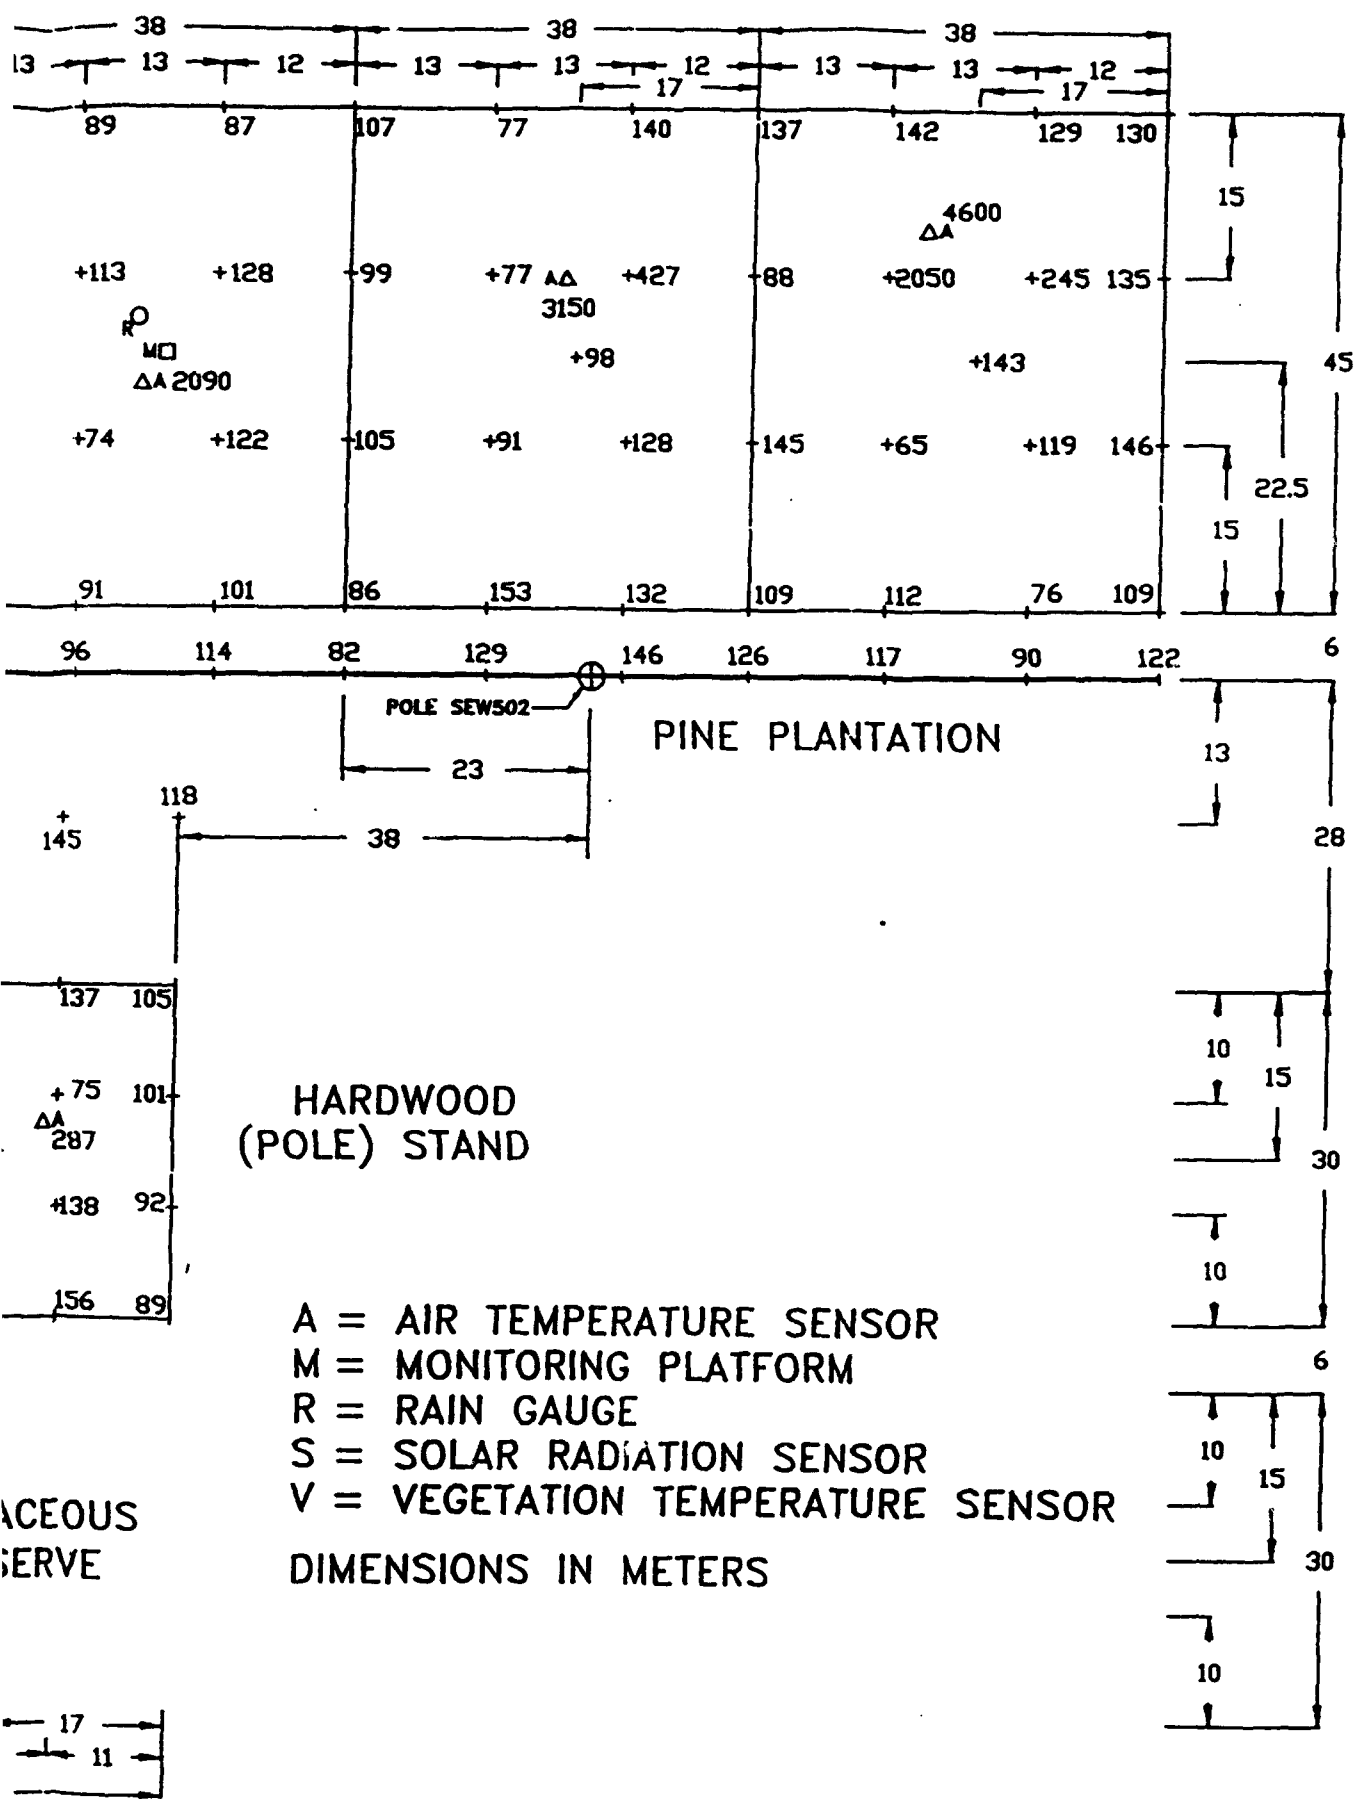 38 38 38
13 13 12 13 13 12 13 13 12
17 17
89 87 107 77 140 137 142 129 130
15
4600
A
+113 +128 +99 +77 A +427 +88 +2050 +245 135
3150
R
M
+98 +143 45
A 2090
+74 +122 +105 +91 +128 +145 +65 +119 146
22.5
15
91 101 86 153 132 109 112 76 109
96 114 82 129 146 126 117 90 122 6
POLE SEW502
PINE PLANTATION
23 13
118
145 38 28
137 105
10
+ 75 101 15
A
287
HARDWOOD
(POLE) STAND
30
+138 92
10
156 89
A = AIR TEMPERATURE SENSOR
M = MONITORING PLATFORM
R = RAIN GAUGE
S = SOLAR RADIATION SENSOR
V = VEGETATION TEMPERATURE SENSOR
6
10
15
ACEOUS
SERVE
DIMENSIONS IN METERS
30
10
17
11